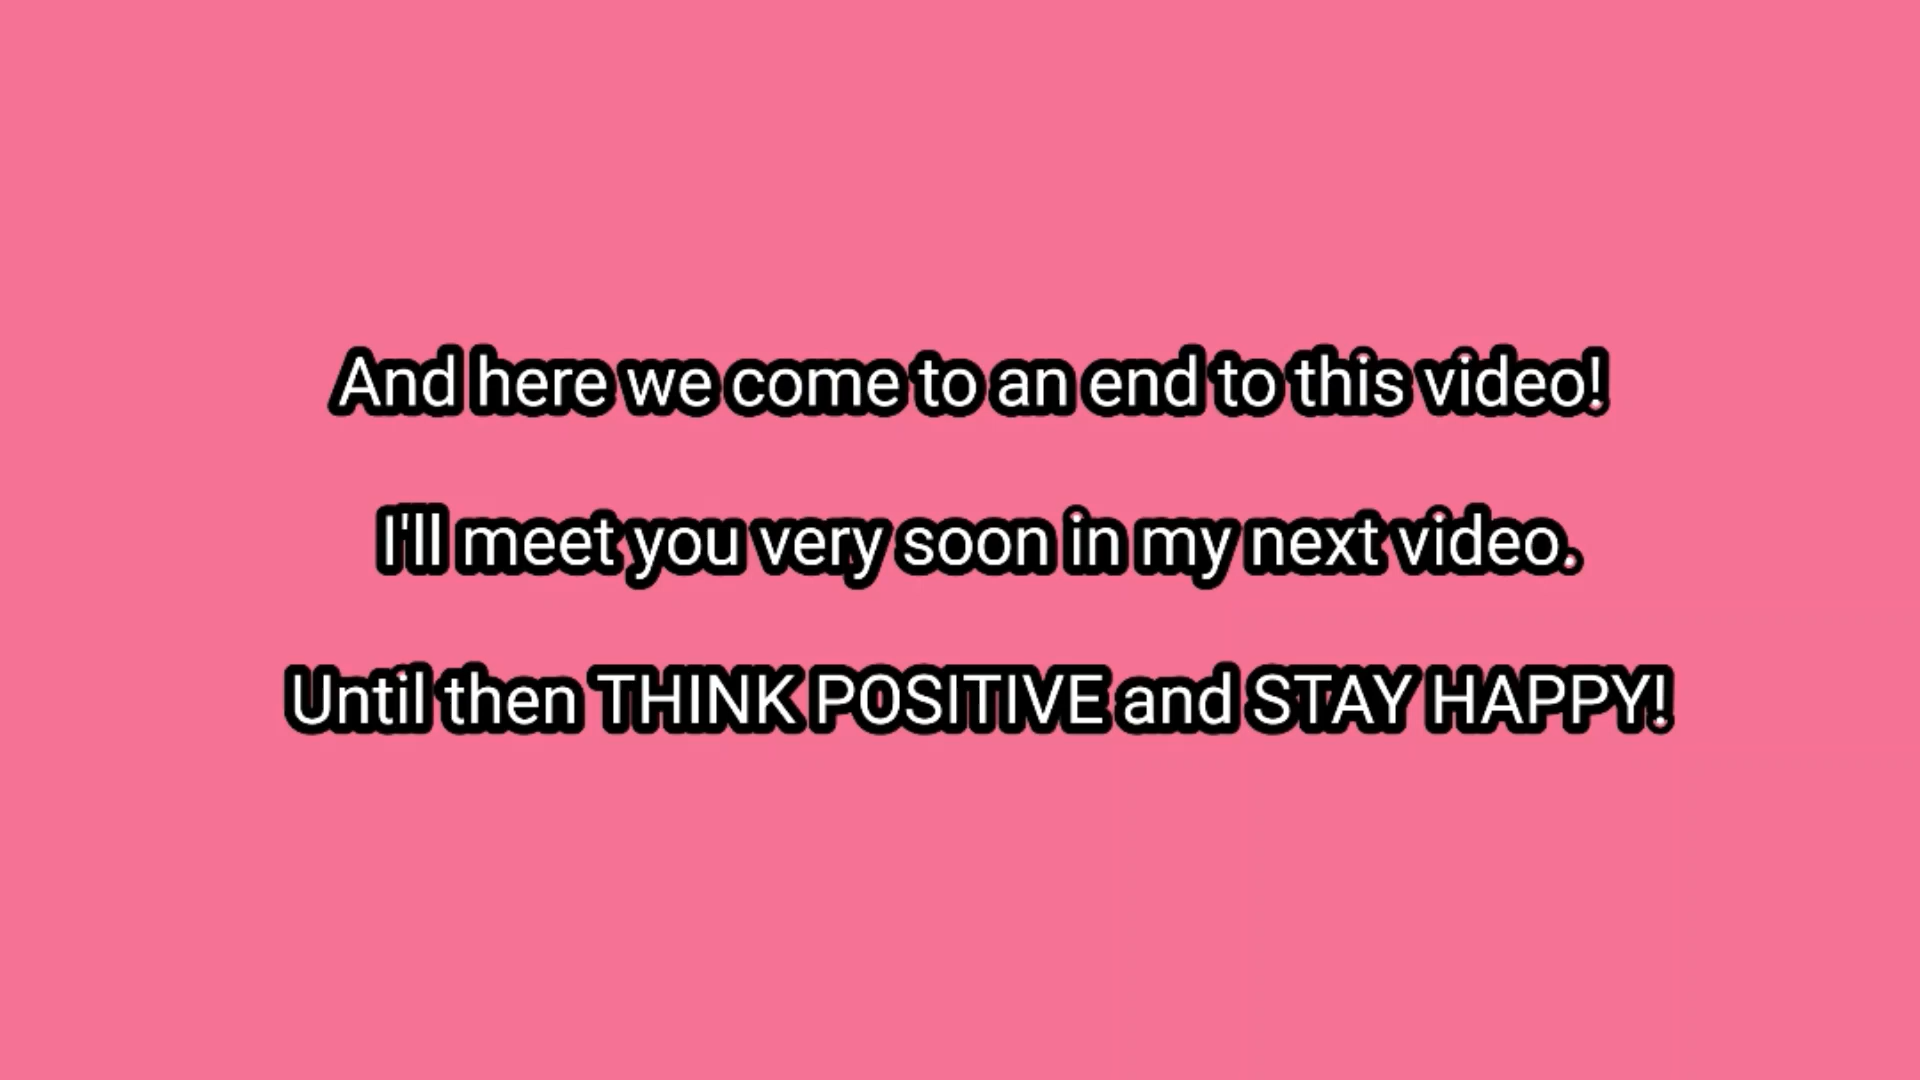 And here we come to an end to this video!
I'll meet you very soon in my next video.
Until then THINK POSITIVE and STAY HAPPY!